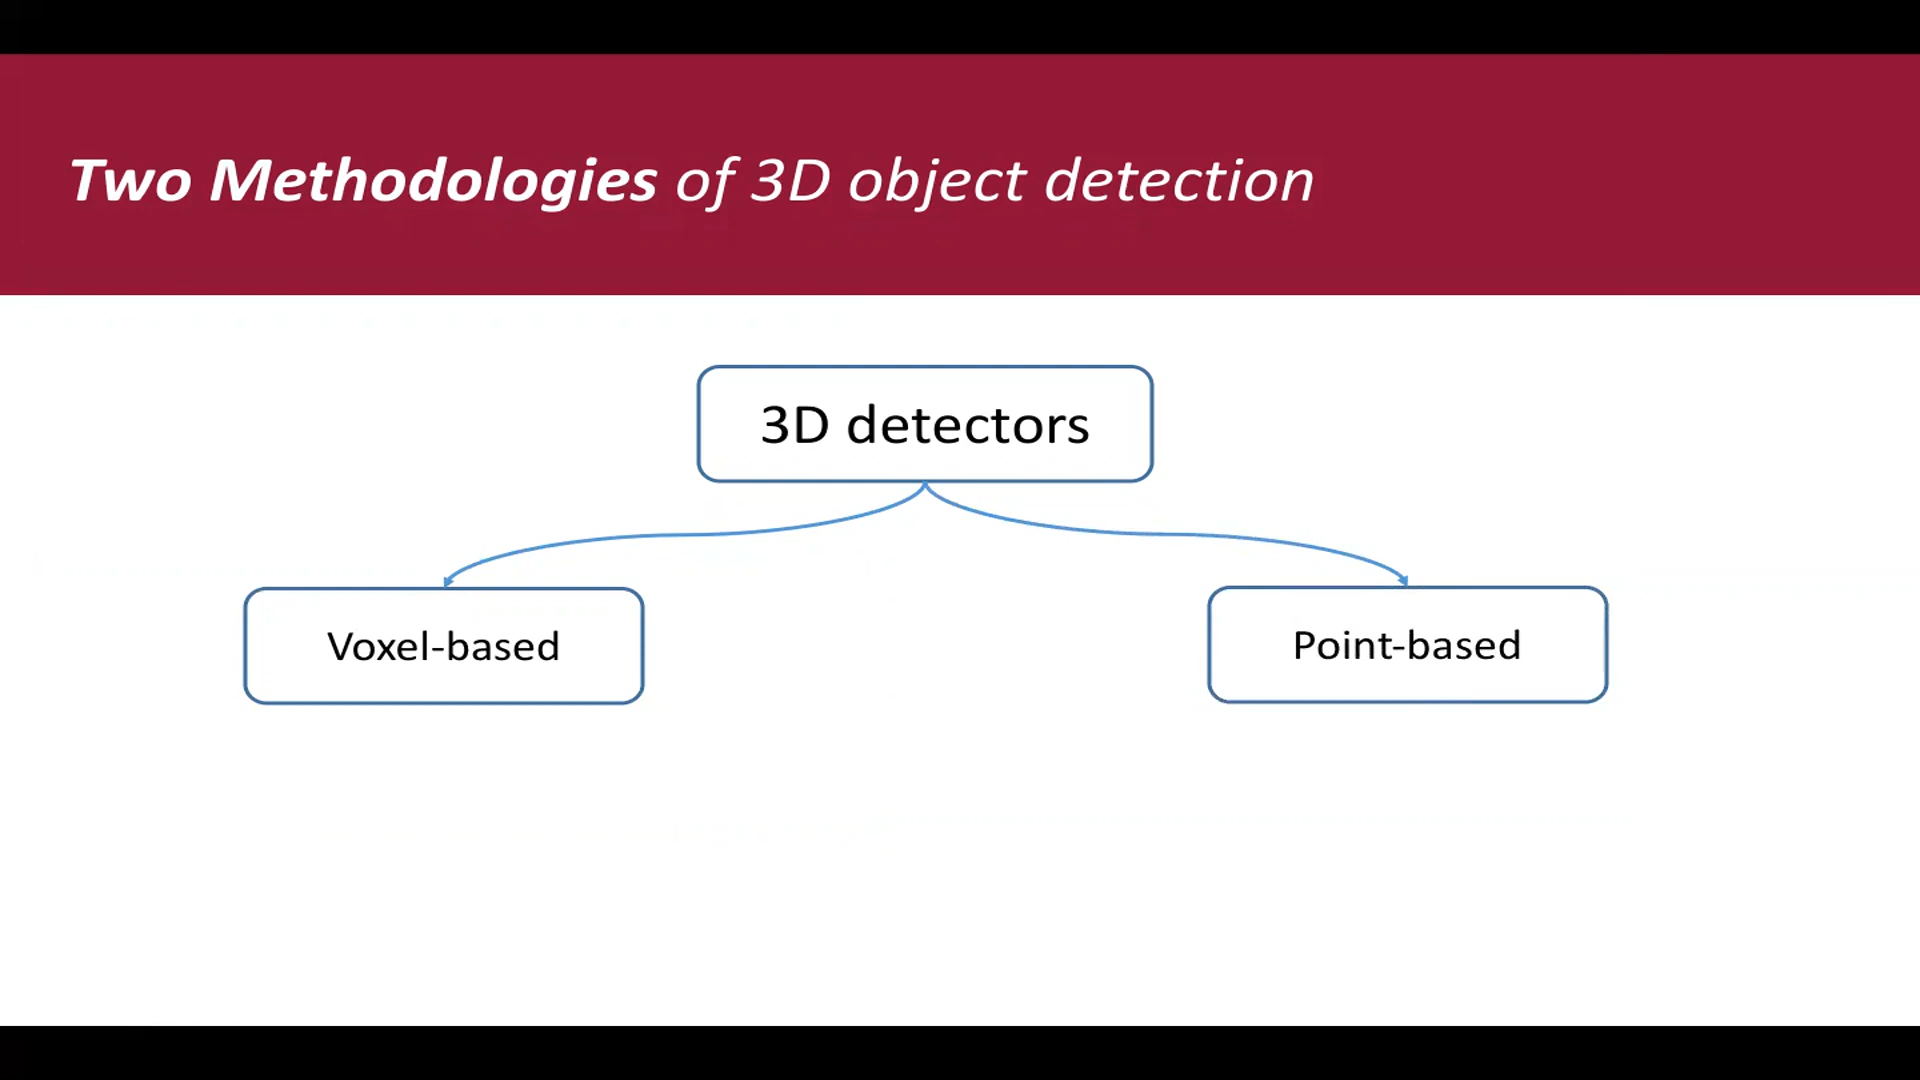 Two Methodologies of 3D object detection
3D detectors
Voxel-based
Point-based